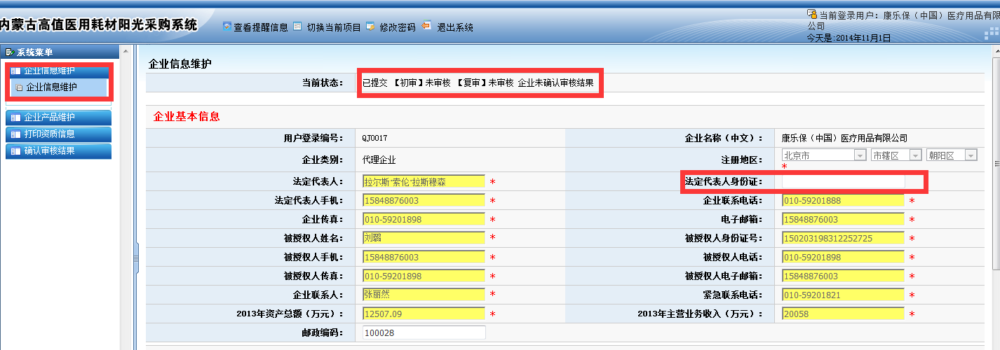 内蒙古高值医用耗材阳光采购系统
查看提醒信息 切换当前项目 修改密码 退出系统
当前登录用户：康乐保（中国）医疗用品有限
公司
今天是:2014年11月1日
系统菜单
企业信息维护
企业信息维护
企业产品维护
打印资质信息
确认审核结果
企业信息维护
当前状态： 已提交 【初审】未审核 【复审】未审核 企业未确认审核结果
企业基本信息
用户登录编号： QJ0017 企业名称（中文）： 康乐保（中国）医疗用品有限公司
企业类别： 代理企业 注册地区： 北京市 市辖区 朝阳区 *
法定代表人： 拉尔斯·索伦·拉斯穆森 * 法定代表人身份证：
法定代表人手机： 15848876003 * 企业联系电话： 010-59201888 *
企业传真： 010-59201898 * 电子邮箱： 15848876003 *
被授权人姓名： 刘璐 * 被授权人身份证号： 150203198312252725 *
被授权人手机： 15848876003 * 被授权人电话： 010-59201898 *
被授权人传真： 010-59201898 * 被授权人电子邮箱： 15848876003 *
企业联系人： 张丽然 * 紧急联系电话： 010-59201821 *
2013年资产总额（万元）： 12507.09 * 2013年主营业务收入（万元）： 20058 *
邮政编码： 100028